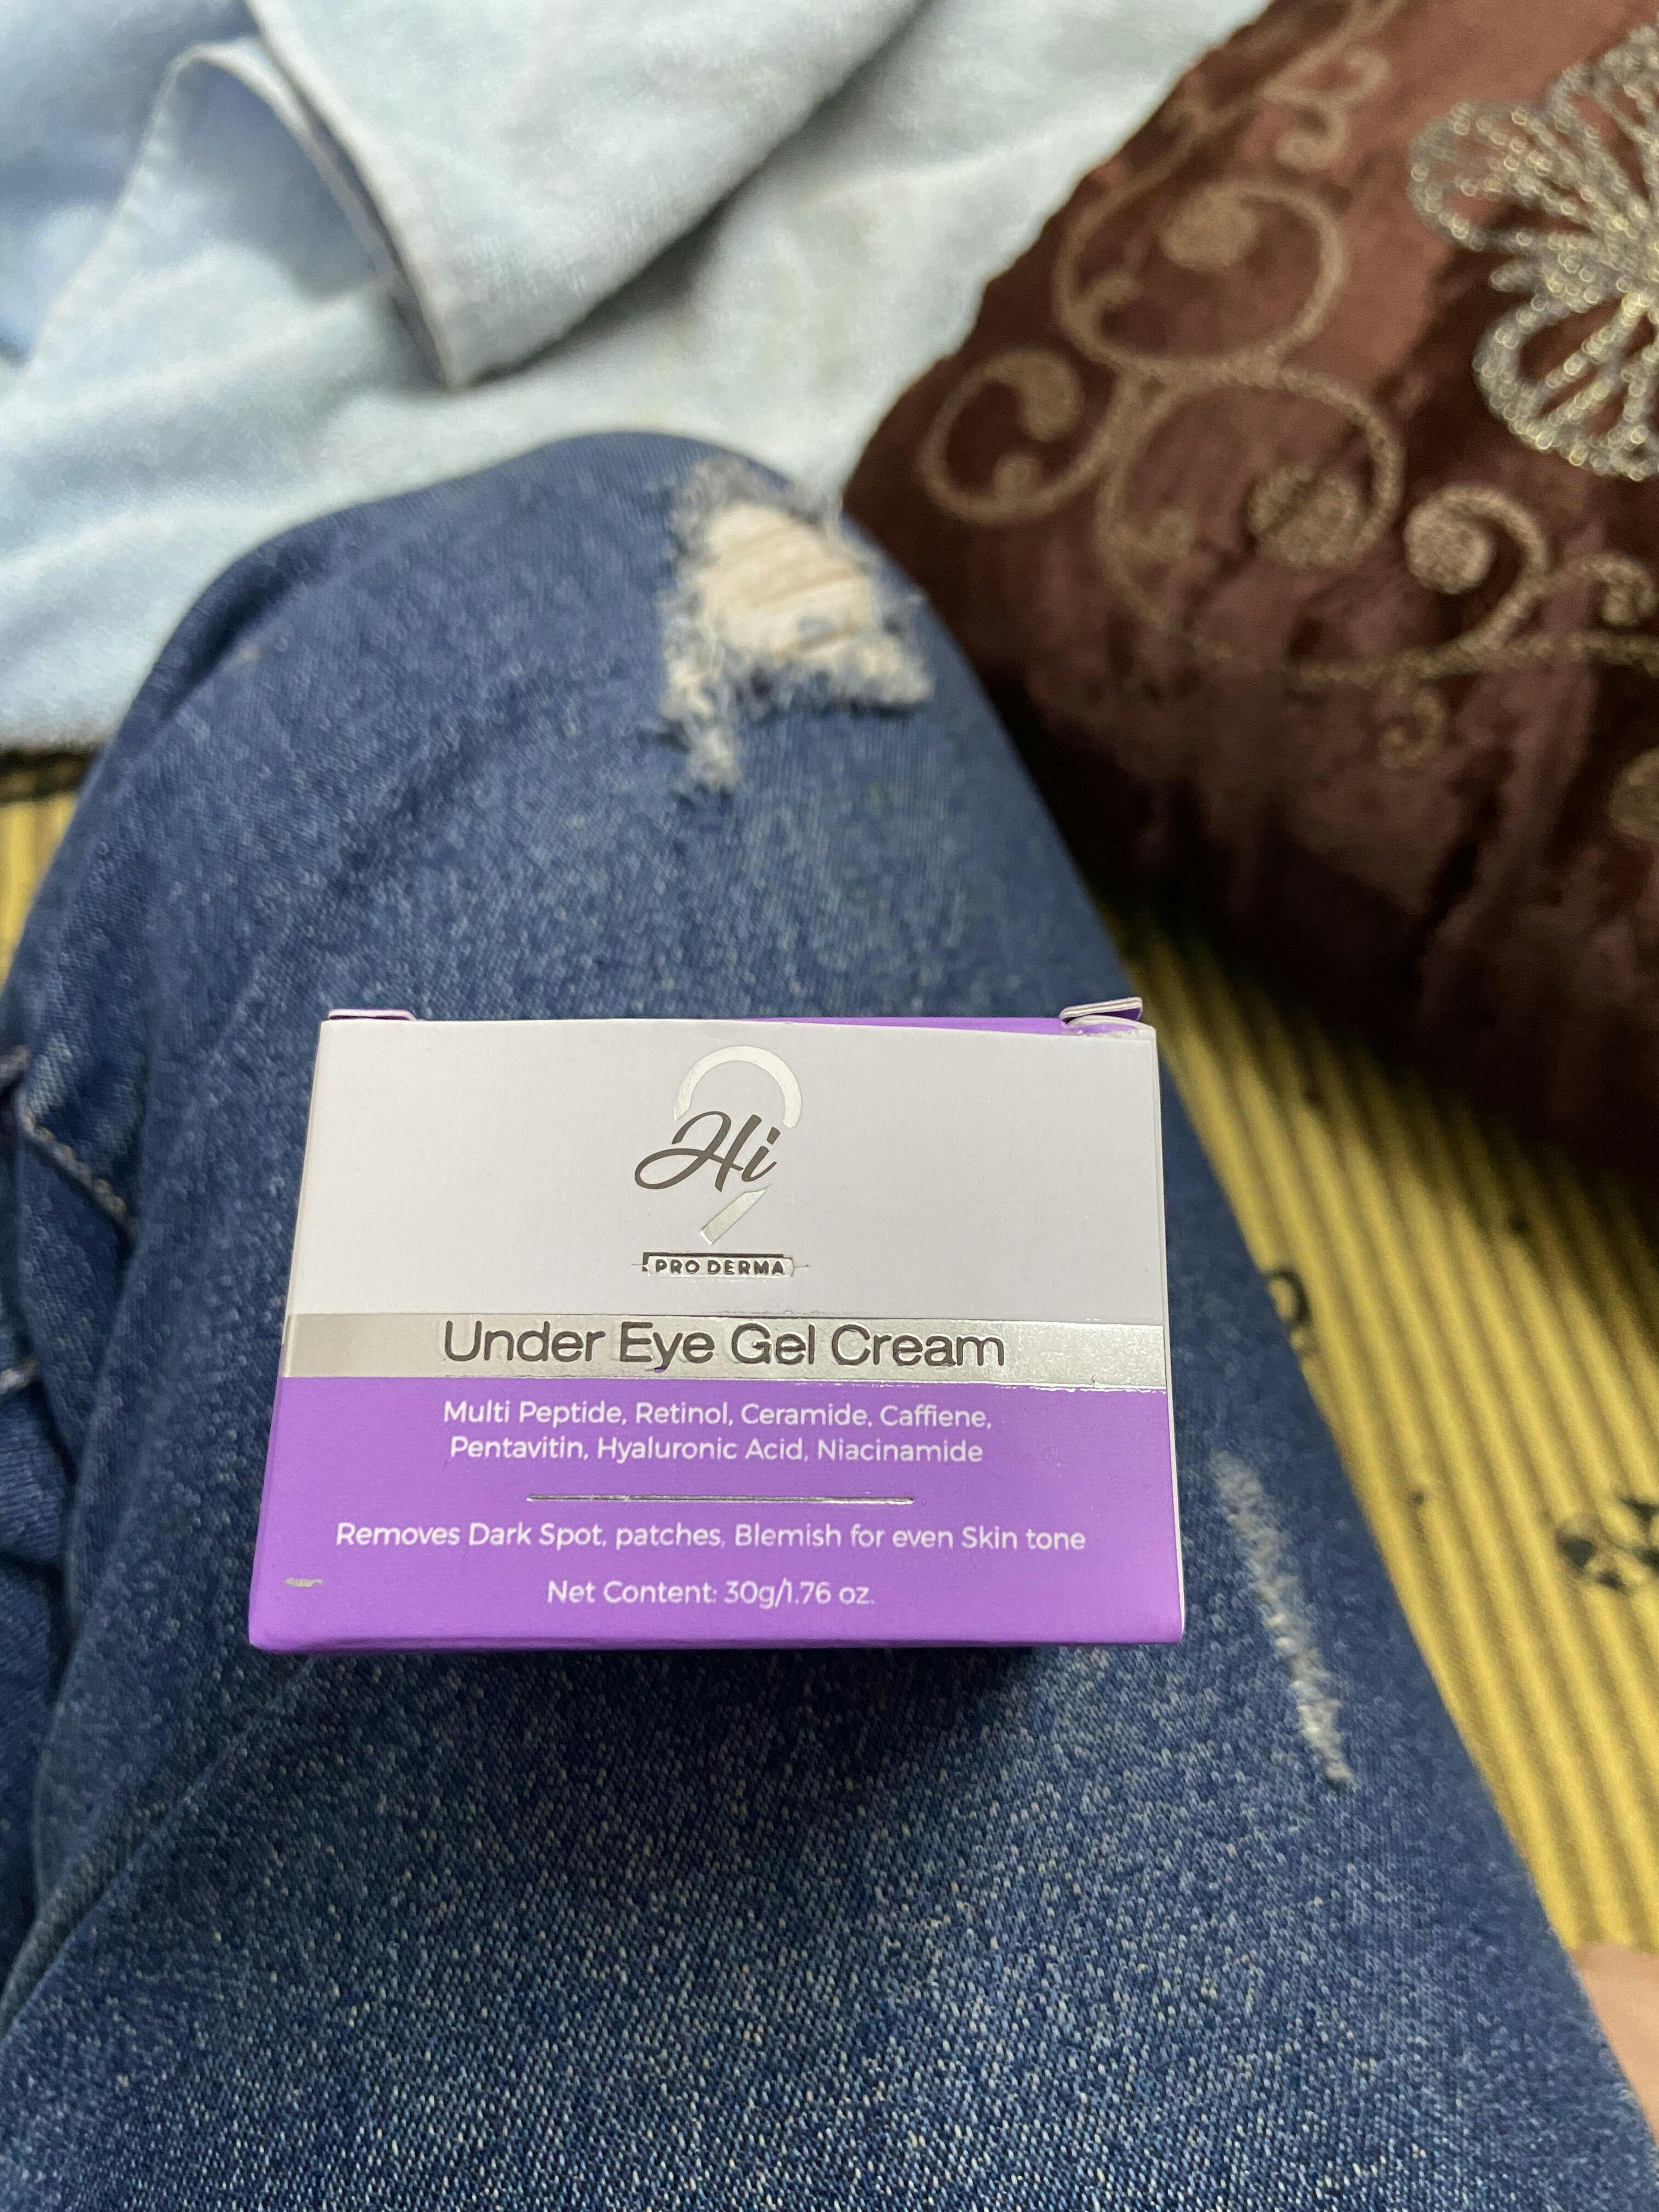 Hi
PRO DERMA
Under Eye Gel Cream
Multi Peptide, Retinol, Ceramide, Caffiene,
Pentavitin, Hyaluronic Acid, Niacinamide
Removes Dark Spot, patches, Blemish for even Skin tone
Net Content: 30g/1.76 oz.